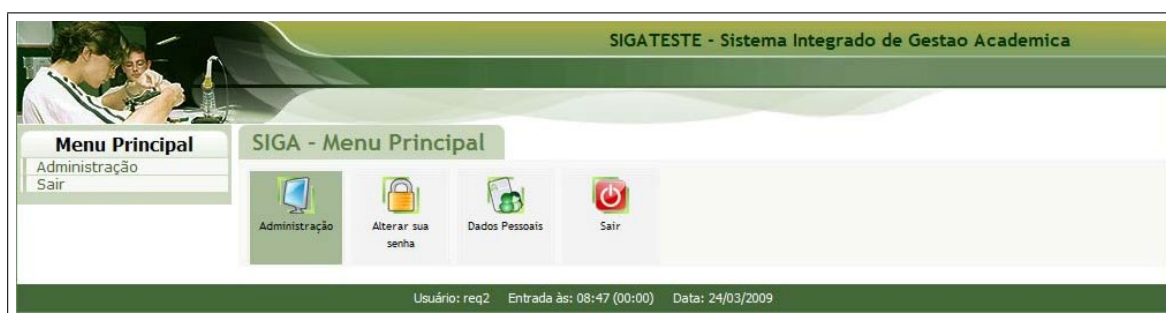 SIGATESTE - Sistema Integrado de Gestao Academica
Menu Principal
Administração
Sair
SIGA - Menu Principal
Administração
Alterar sua
senha
Dados Pessoais
Sair
Usuário: req2 Entrada às: 08:47 (00:00) Data: 24/03/2009